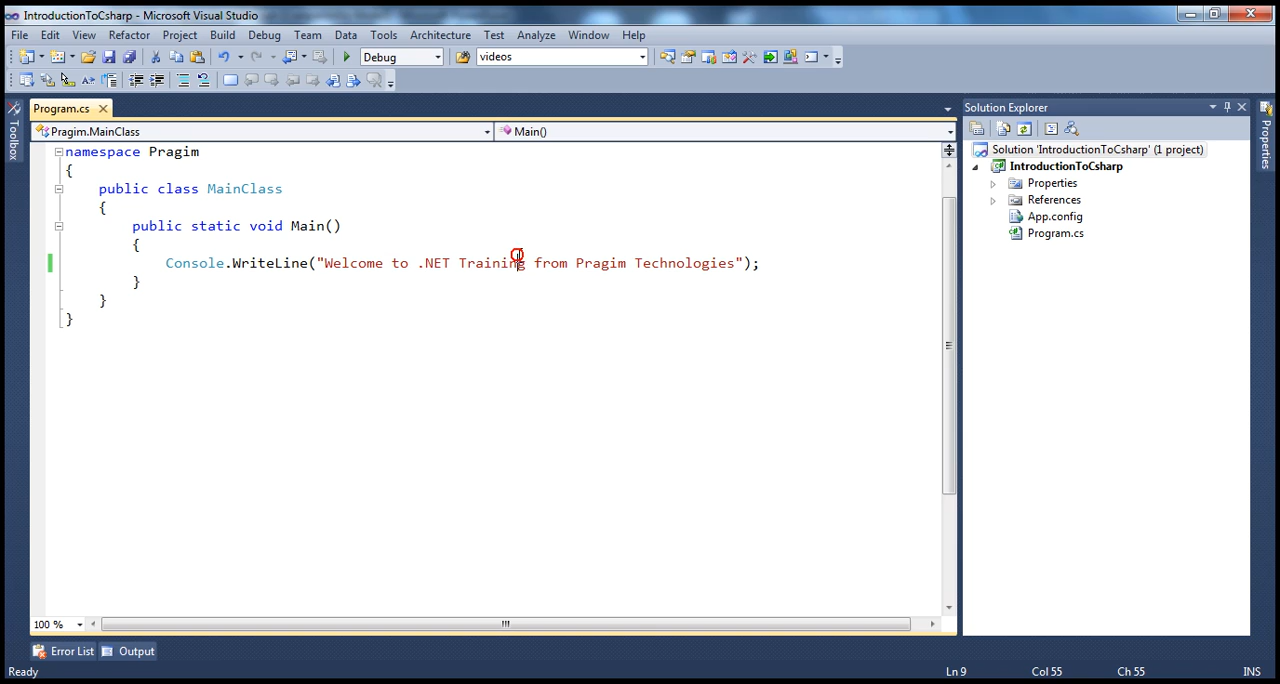 IntroductionToCsharp - Microsoft Visual Studio
File Edit View Refactor Project Build Debug Team Data Tools Architecture Test Analyze Window Help
Debug videos
Program.cs
Pragim.MainClass Main()
namespace Pragim
{
public class MainClass
{
public static void Main()
{
Console.WriteLine("Welcome to .NET Training from Pragim Technologies");
}
}
}
100 %
Toolbox
Solution Explorer
Solution 'IntroductionToCsharp' (1 project)
IntroductionToCsharp
Properties
References
App.config
Program.cs
Properties
Error List Output
Ready Ln 9 Col 55 Ch 55 INS